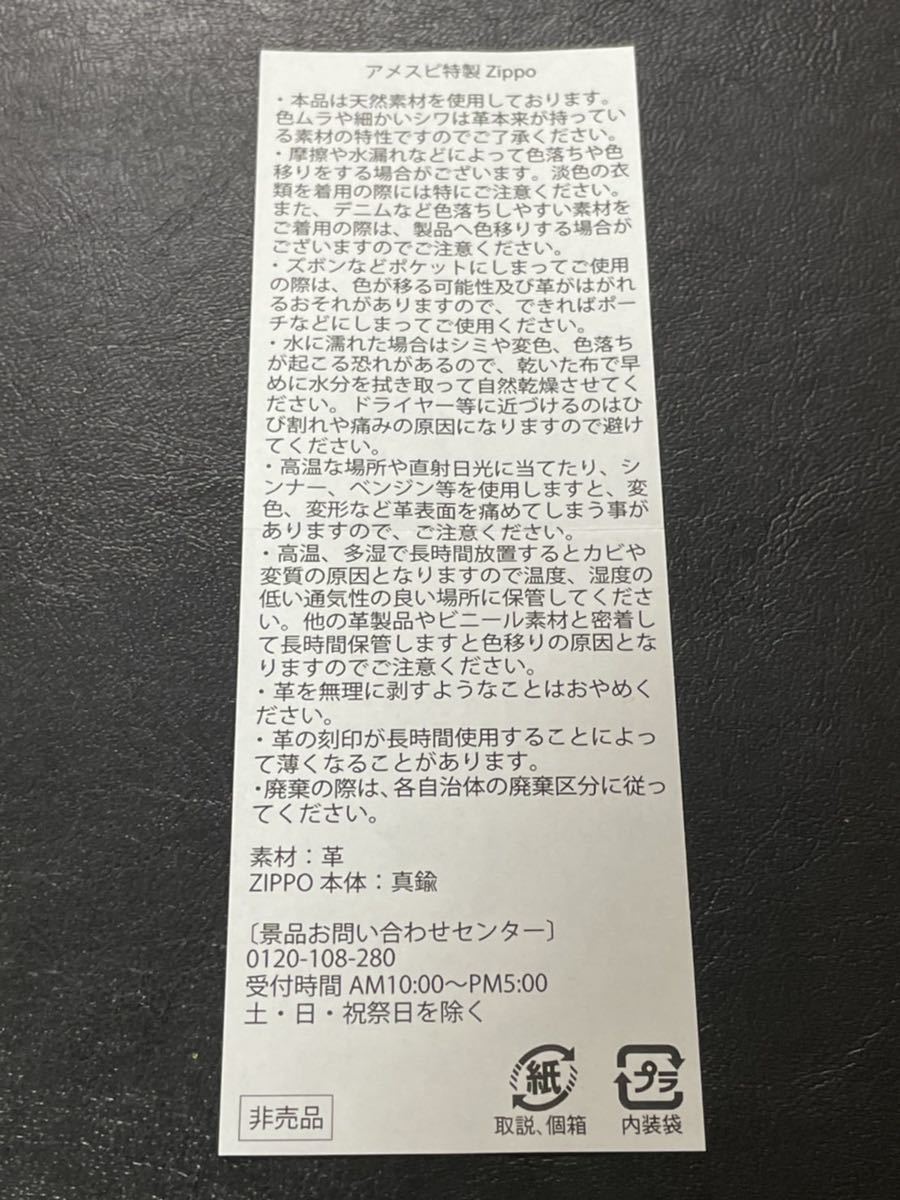 アメスピ特製 Zippo
・本品は天然素材を使用しております。
色ムラや細かいシワは革本来が持ってい
る素材の特性ですのでご了承ください。
・摩擦や水漏れなどによって色落ちや色
移りをする場合がございます。淡色の衣
類を着用の際には特にご注意ください。
また、デニムなど色落ちしやすい素材を
ご着用の際は、製品へ色移りする場合が
ございますのでご注意ください。
・ズボンなどポケットにしまってご使用
の際は、色が移る可能性及び革がはがれ
るおそれがありますので、できればポー
チなどにしまってご使用ください。
・水に濡れた場合はシミや変色、色落ち
が起こる恐れがあるので、乾いた布で早
めに水分を拭き取って自然乾燥させてく
ださい。ドライヤー等に近づけるのはひ
び割れや痛みの原因になりますので避け
てください。
・高温な場所や直射日光に当てたり、シ
ンナー、ベンジン等を使用しますと、変
色、変形など革表面を痛めてしまう事が
ありますので、ご注意ください。
・高温、多湿で長時間放置するとカビや
変質の原因となりますので温度、湿度の
低い通気性の良い場所に保管してくださ
い。他の革製品やビニール素材と密着し
て長時間保管しますと色移りの原因とな
りますのでご注意ください。
・革を無理に剥すようなことはおやめく
ださい。
・革の刻印が長時間使用することによっ
て薄くなることがあります。
・廃棄の際は、各自治体の廃棄区分に従っ
てください。
素材：革
ZIPPO 本体：真鍮
〔景品お問い合わせセンター〕
0120-108-280
受付時間 AM10:00～PM5:00
土・日・祝祭日を除く
非売品
紙
取説、個箱
プラ
内装袋